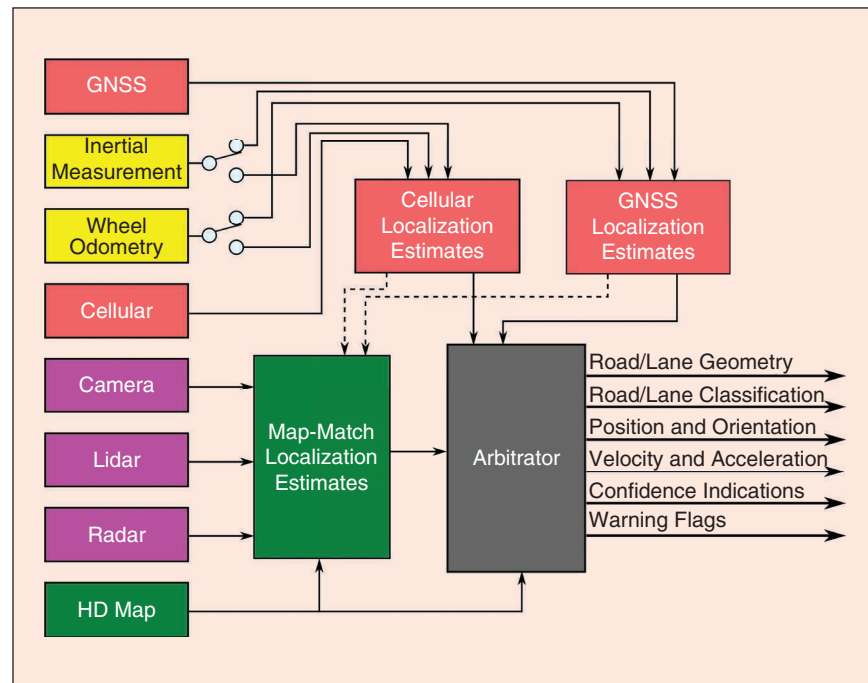 GNSS
Inertial
Measurement
Wheel
Odometry
Cellular
Camera
Lidar
Radar
HD Map
Cellular
Localization
Estimates
GNSS
Localization
Estimates
Map-Match
Localization
Estimates
Arbitrator
Road/Lane Geometry
Road/Lane Classification
Position and Orientation
Velocity and Acceleration
Confidence Indications
Warning Flags